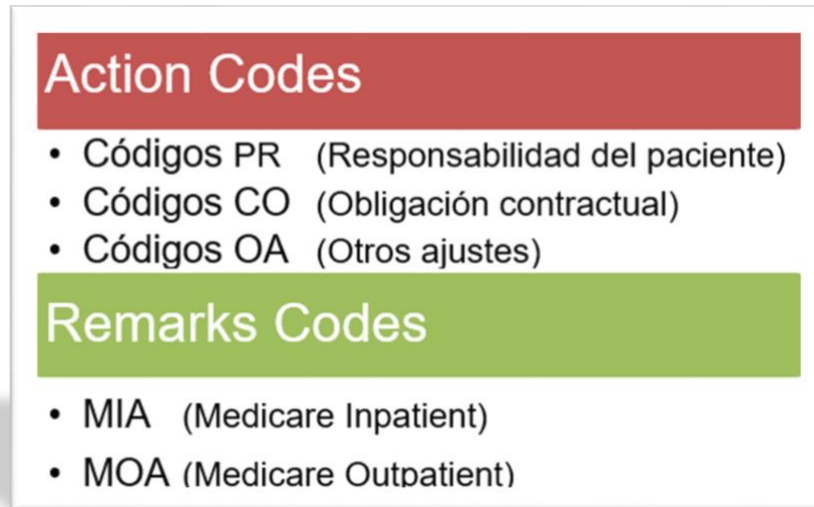 Action Codes
• Códigos PR (Responsabilidad del paciente)
• Códigos CO (Obligación contractual)
• Códigos OA (Otros ajustes)
Remarks Codes
• MIA (Medicare Inpatient)
• MOA (Medicare Outpatient)